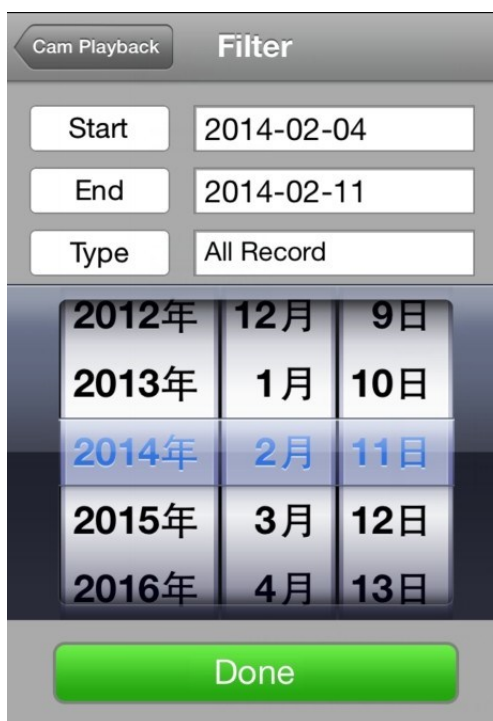 Cam Playback Filter
Start 2014-02-04
End 2014-02-11
Type All Record
2012年 12月 9日
2013年 1月 10日
2014年 2月 11日
2015年 3月 12日
2016年 4月 13日
Done